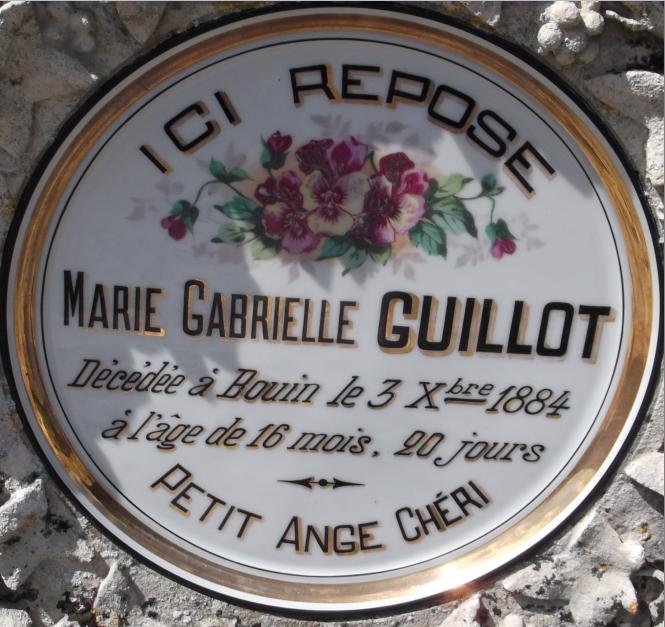 ICI REPOSE
MARIE GABRIELLE GUILLOT
Décédée à Bouin le 3 Xbre 1884
à l'âge de 16 mois, 20 jours
PETIT ANGE CHÉRI